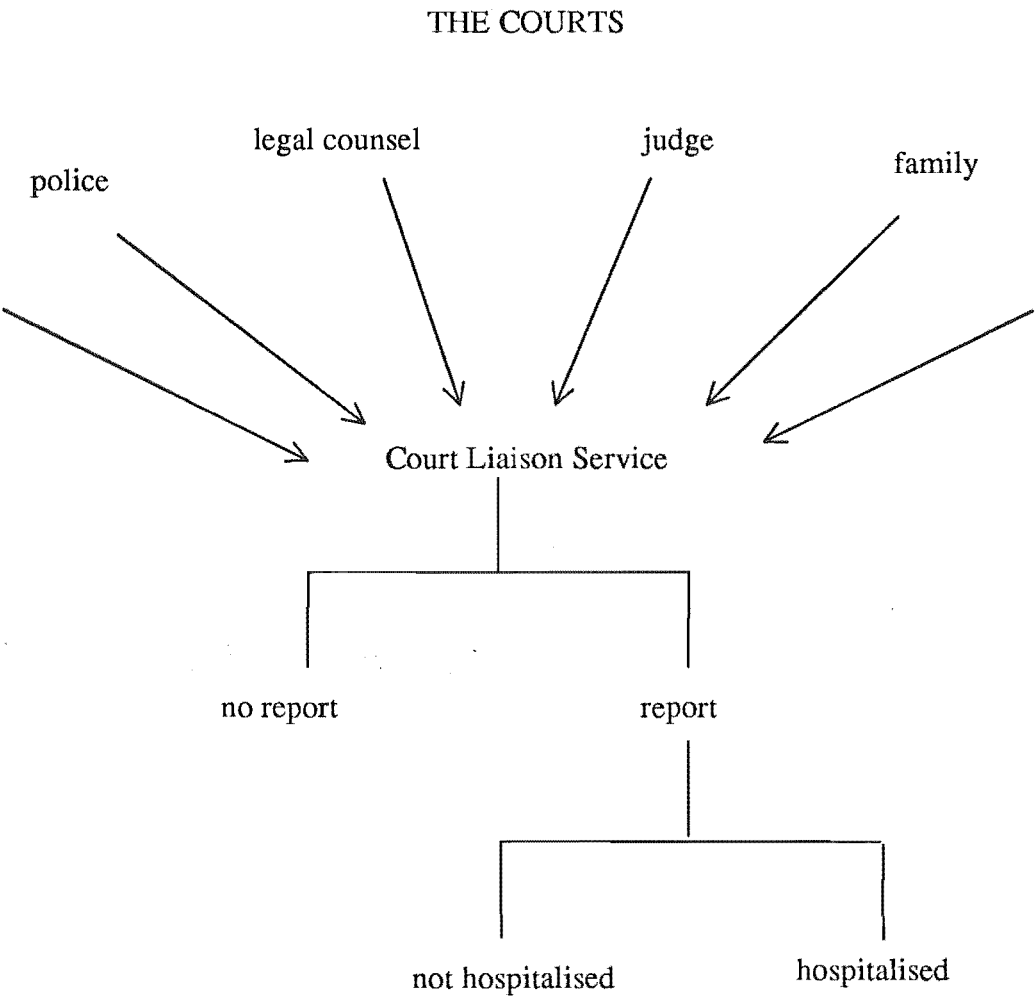 THE COURTS
legal counsel
judge
family
police
Court Liaison Service
no report
report
not hospitalised
hospitalised